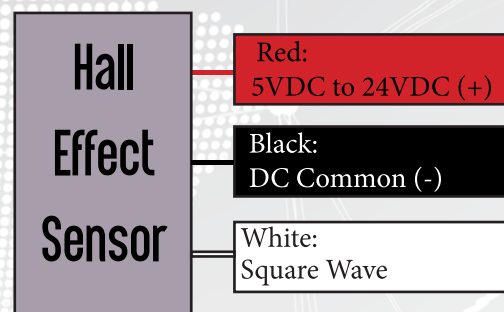 Hall
Effect
Sensor
Red:
5VDC to 24VDC (+)
Black:
DC Common (-)
White:
Square Wave